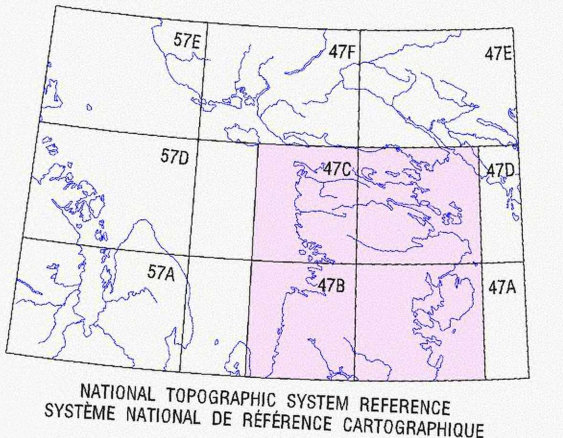 57E
47F
47E
57D
47C
47D
57A
47B
47A
NATIONAL TOPOGRAPHIC SYSTEM REFERENCE
SYSTÈME NATIONAL DE RÉFÉRENCE CARTOGRAPHIQUE